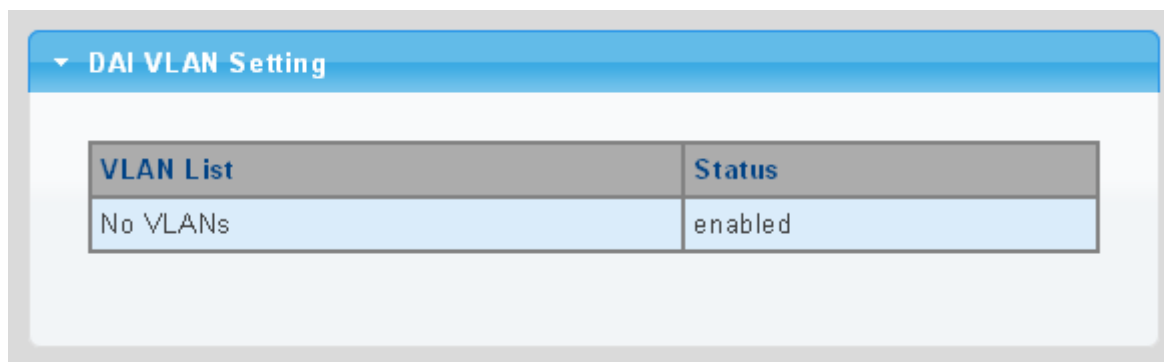 DAI VLAN Setting
VLAN List Status
No VLANs enabled